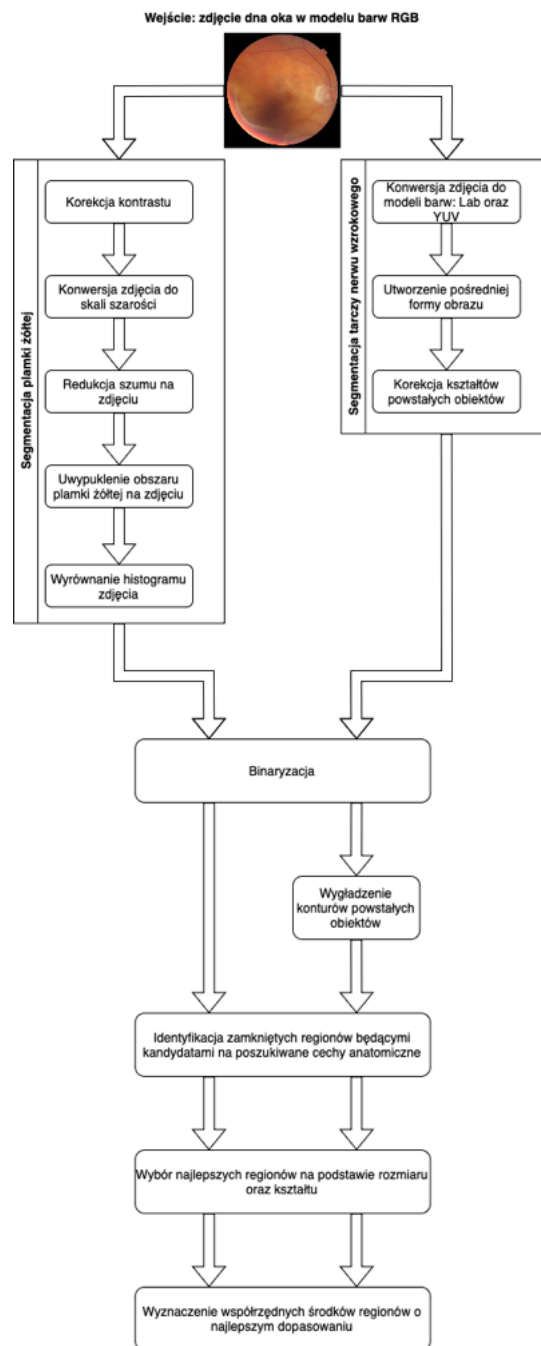 Wejście: zdjęcie dna oka w modelu barw RGB
Segmentacja plamki żółtej
Korekcja kontrastu
Konwersja zdjęcia do
skali szarości
Redukcja szumu na
zdjęciu
Uwypuklenie obszaru
plamki żółtej na zdjęciu
Wyrównanie histogramu
zdjęcia
Segmentacja tarczy nerwu wzrokowego
Konwersja zdjęcia do
modeli barw: Lab oraz
YUV
Utworzenie pośredniej
formy obrazu
Korekcja kształtów
powstałych obiektów
Binaryzacja
Wygładzenie
konturów powstałych
obiektów
Identyfikacja zamkniętych regionów będącymi
kandydatami na poszukiwane cechy anatomiczne
Wybór najlepszych regionów na podstawie rozmiaru
oraz kształtu
Wyznaczenie współrzędnych środków regionów o
najlepszym dopasowaniu